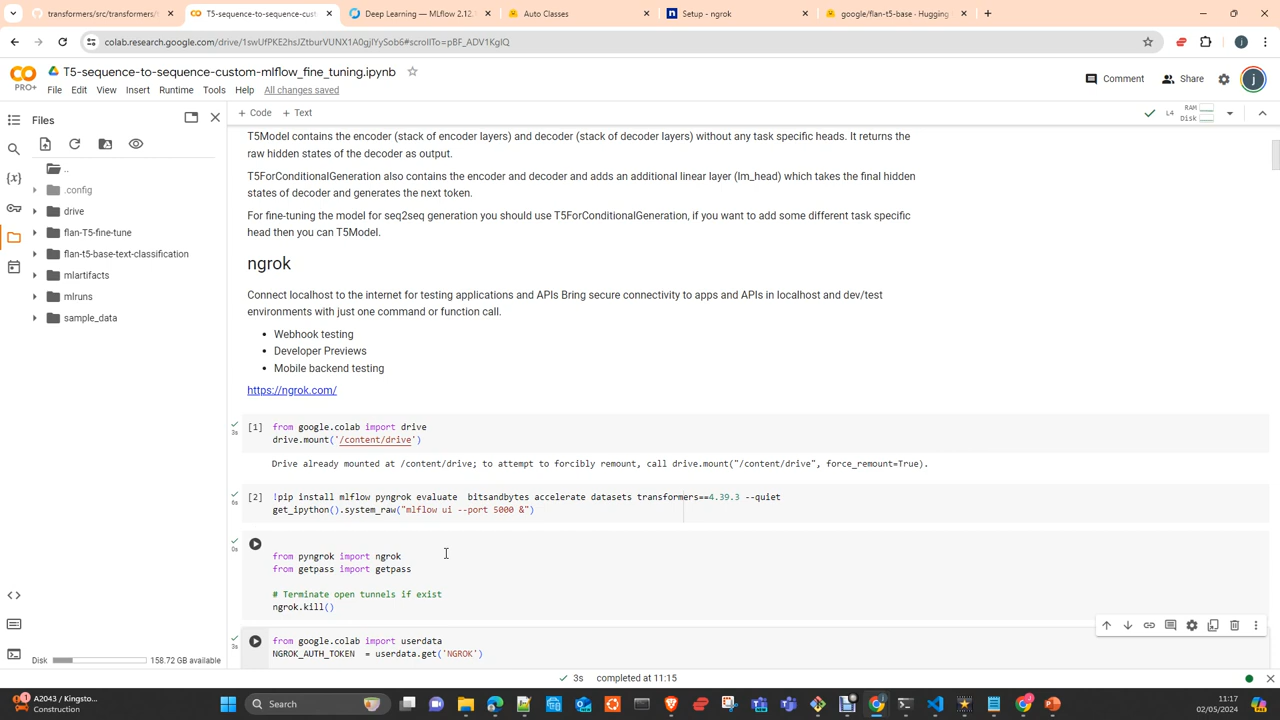 transformers/src/transformers/
T5-sequence-to-sequence-cust
Deep Learning — MLflow 2.12.
Auto Classes
Setup - ngrok
google/flan-t5-base · Hugging
colab.research.google.com/drive/1swUfPKE2hsJZtburVUNX1A0gjlYySob6#scrollTo=pBF_ADV1KgIQ
j
PRO+
T5-sequence-to-sequence-custom-mlflow_fine_tuning.ipynb
File Edit View Insert Runtime Tools Help All changes saved
Comment Share j
Files
+ Code + Text
L4 RAM
Disk
..
.config
drive
flan-T5-fine-tune
flan-t5-base-text-classification
mlartifacts
mlruns
sample_data
T5Model contains the encoder (stack of encoder layers) and decoder (stack of decoder layers) without any task specific heads. It returns the
raw hidden states of the decoder as output.
T5ForConditionalGeneration also contains the encoder and decoder and adds an additional linear layer (lm_head) which takes the final hidden
states of decoder and generates the next token.
For fine-tuning the model for seq2seq generation you should use T5ForConditionalGeneration, if you want to add some different task specific
head then you can T5Model.
ngrok
Connect localhost to the internet for testing applications and APIs Bring secure connectivity to apps and APIs in localhost and dev/test
environments with just one command or function call.
• Webhook testing
• Developer Previews
• Mobile backend testing
https://ngrok.com/
3s
[1] from google.colab import drive
drive.mount('/content/drive')
Drive already mounted at /content/drive; to attempt to forcibly remount, call drive.mount("/content/drive", force_remount=True).
6s
[2] !pip install mlflow pyngrok evaluate  bitsandbytes accelerate datasets transformers==4.39.3 --quiet
get_ipython().system_raw("mlflow ui --port 5000 &")
0s
from pyngrok import ngrok
from getpass import getpass
# Terminate open tunnels if exist
ngrok.kill()
3s
from google.colab import userdata
NGROK_AUTH_TOKEN  = userdata.get('NGROK')
Disk 158.72 GB available
3s completed at 11:15
A2043 / Kingsto...
Construction
Search
11:17
02/05/2024